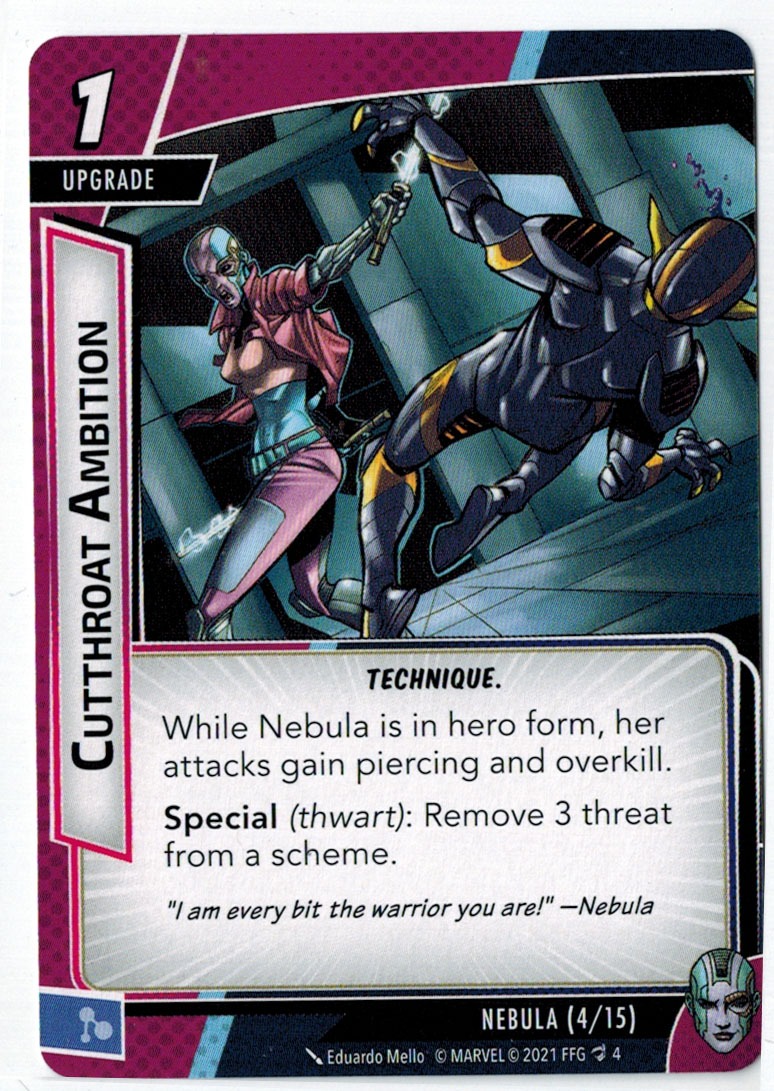 1
UPGRADE
CUTTHROAT AMBITION
TECHNIQUE.
While Nebula is in hero form, her
attacks gain piercing and overkill.
Special (thwart): Remove 3 threat
from a scheme.
"I am every bit the warrior you are!" —Nebula
NEBULA (4/15)
Eduardo Mello © MARVEL © 2021 FFG 4